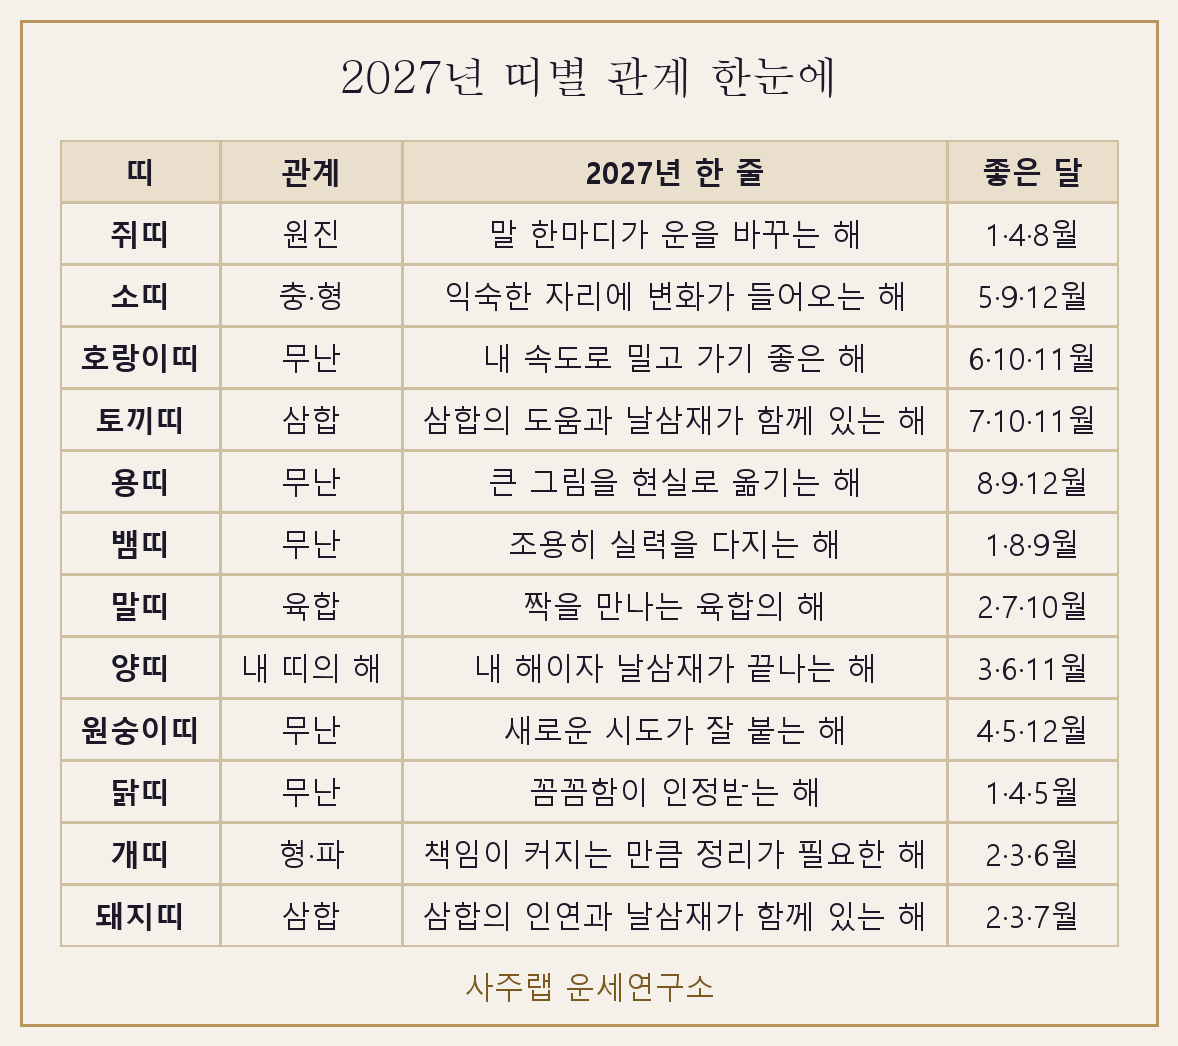 2027년 띠별 관계 한눈에
띠 관계 2027년 한 줄 좋은 달
쥐띠 원진 말 한마디가 운을 바꾸는 해 1·4·8월
소띠 충·형 익숙한 자리에 변화가 들어오는 해 5·9·12월
호랑이띠 무난 내 속도로 밀고 가기 좋은 해 6·10·11월
토끼띠 삼합 삼합의 도움과 날삼재가 함께 있는 해 7·10·11월
용띠 무난 큰 그림을 현실로 옮기는 해 8·9·12월
뱀띠 무난 조용히 실력을 다지는 해 1·8·9월
말띠 육합 짝을 만나는 육합의 해 2·7·10월
양띠 내 띠의 해 내 해이자 날삼재가 끝나는 해 3·6·11월
원숭이띠 무난 새로운 시도가 잘 붙는 해 4·5·12월
닭띠 무난 꼼꼼함이 인정받는 해 1·4·5월
개띠 형·파 책임이 커지는 만큼 정리가 필요한 해 2·3·6월
돼지띠 삼합 삼합의 인연과 날삼재가 함께 있는 해 2·3·7월
사주랩 운세연구소